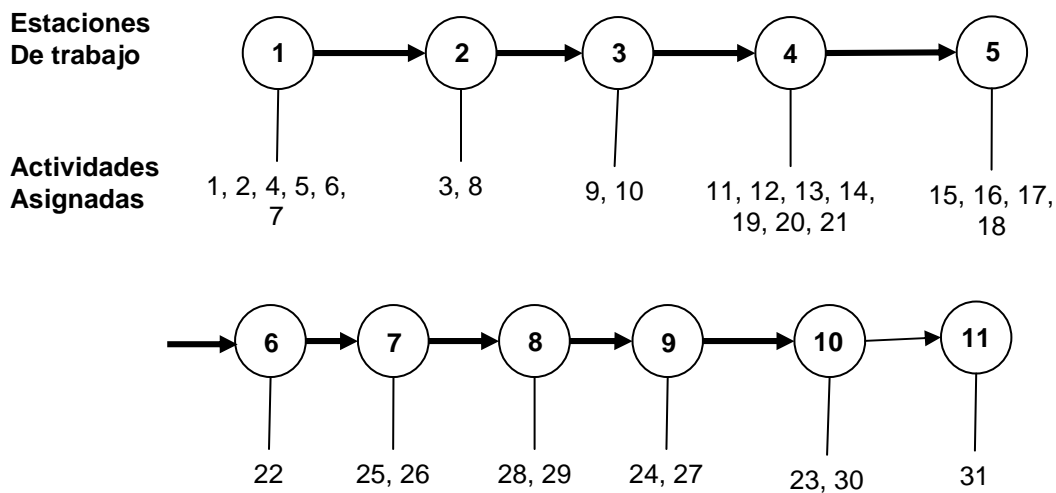 Estaciones
De trabajo
1 2 3 4 5
Actividades
Asignadas
1, 2, 4, 5, 6,
7
3, 8
9, 10
11, 12, 13, 14,
19, 20, 21
15, 16, 17,
18
6 7 8 9 10 11
22
25, 26
28, 29
24, 27
23, 30
31